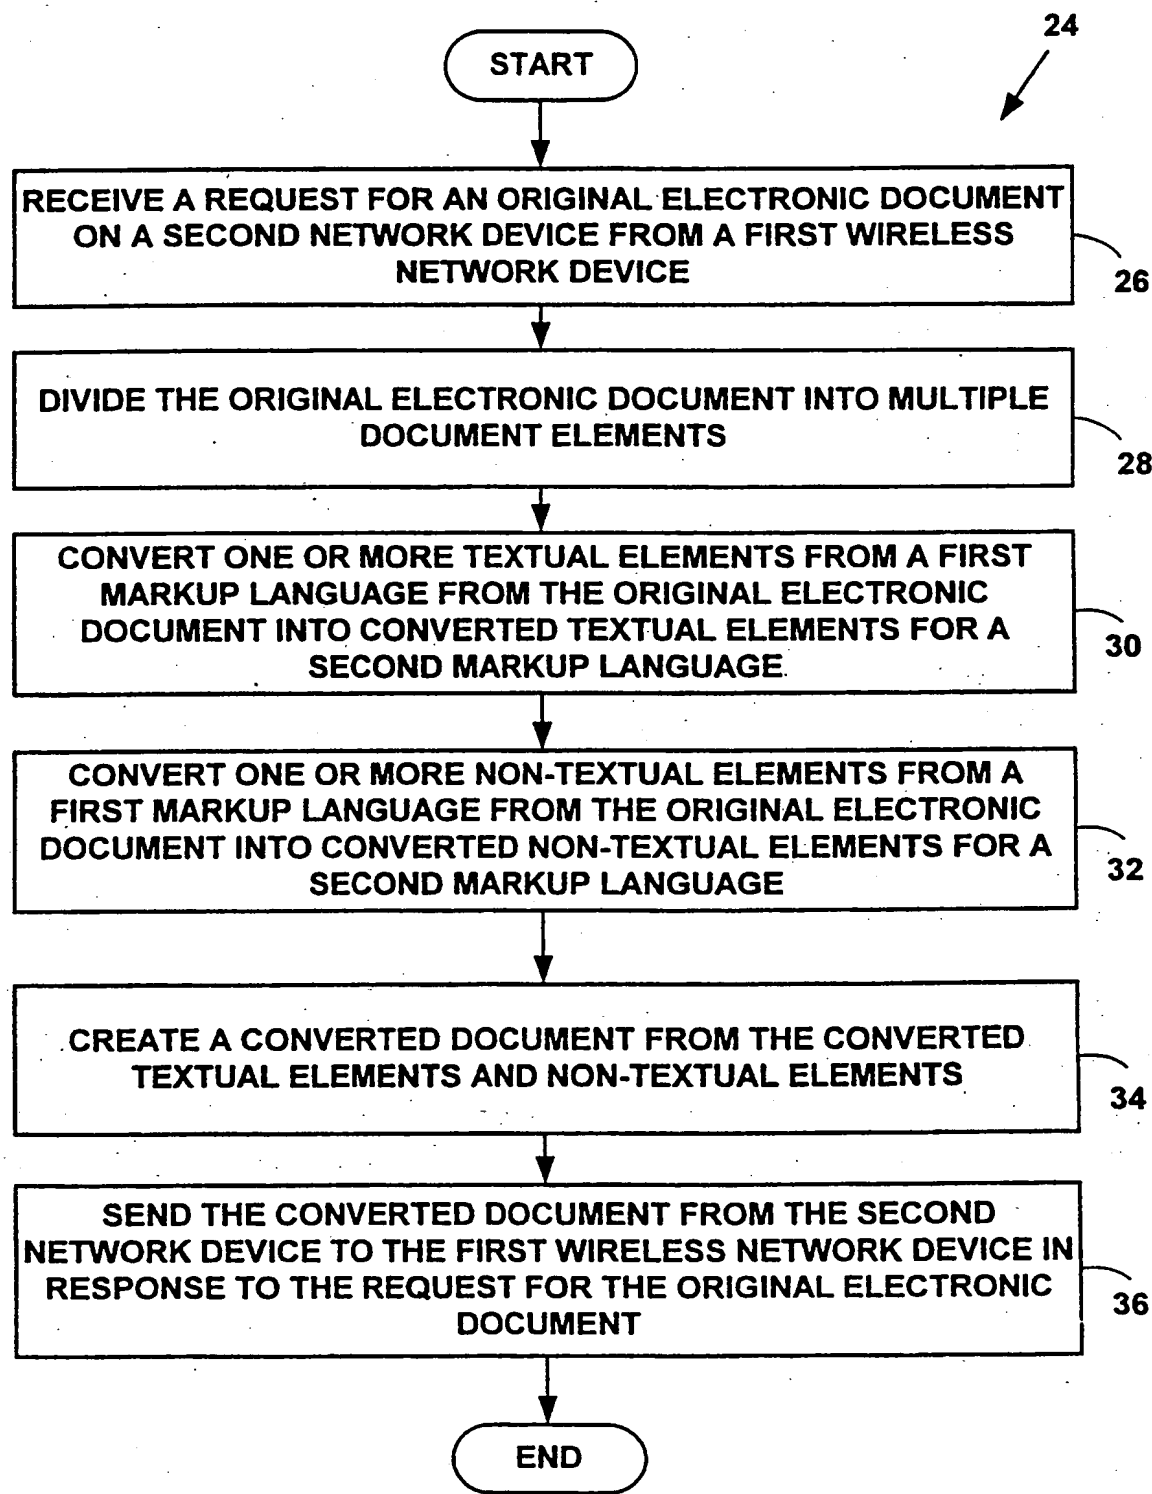 24
START
RECEIVE A REQUEST FOR AN ORIGINAL ELECTRONIC DOCUMENT
ON A SECOND NETWORK DEVICE FROM A FIRST WIRELESS
NETWORK DEVICE
26
DIVIDE THE ORIGINAL ELECTRONIC DOCUMENT INTO MULTIPLE
DOCUMENT ELEMENTS
28
CONVERT ONE OR MORE TEXTUAL ELEMENTS FROM A FIRST
MARKUP LANGUAGE FROM THE ORIGINAL ELECTRONIC
DOCUMENT INTO CONVERTED TEXTUAL ELEMENTS FOR A
SECOND MARKUP LANGUAGE
30
CONVERT ONE OR MORE NON-TEXTUAL ELEMENTS FROM A
FIRST MARKUP LANGUAGE FROM THE ORIGINAL ELECTRONIC
DOCUMENT INTO CONVERTED NON-TEXTUAL ELEMENTS FOR A
SECOND MARKUP LANGUAGE
32
CREATE A CONVERTED DOCUMENT FROM THE CONVERTED
TEXTUAL ELEMENTS AND NON-TEXTUAL ELEMENTS
34
SEND THE CONVERTED DOCUMENT FROM THE SECOND
NETWORK DEVICE TO THE FIRST WIRELESS NETWORK DEVICE IN
RESPONSE TO THE REQUEST FOR THE ORIGINAL ELECTRONIC
DOCUMENT
36
END